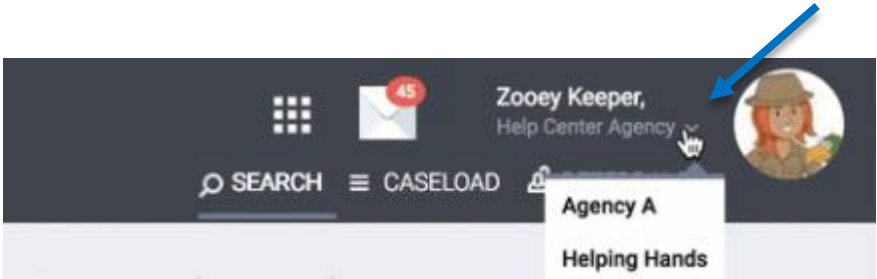 45
Zooey Keeper,
Help Center Agency
SEARCH
CASELOAD
Agency A
Helping Hands